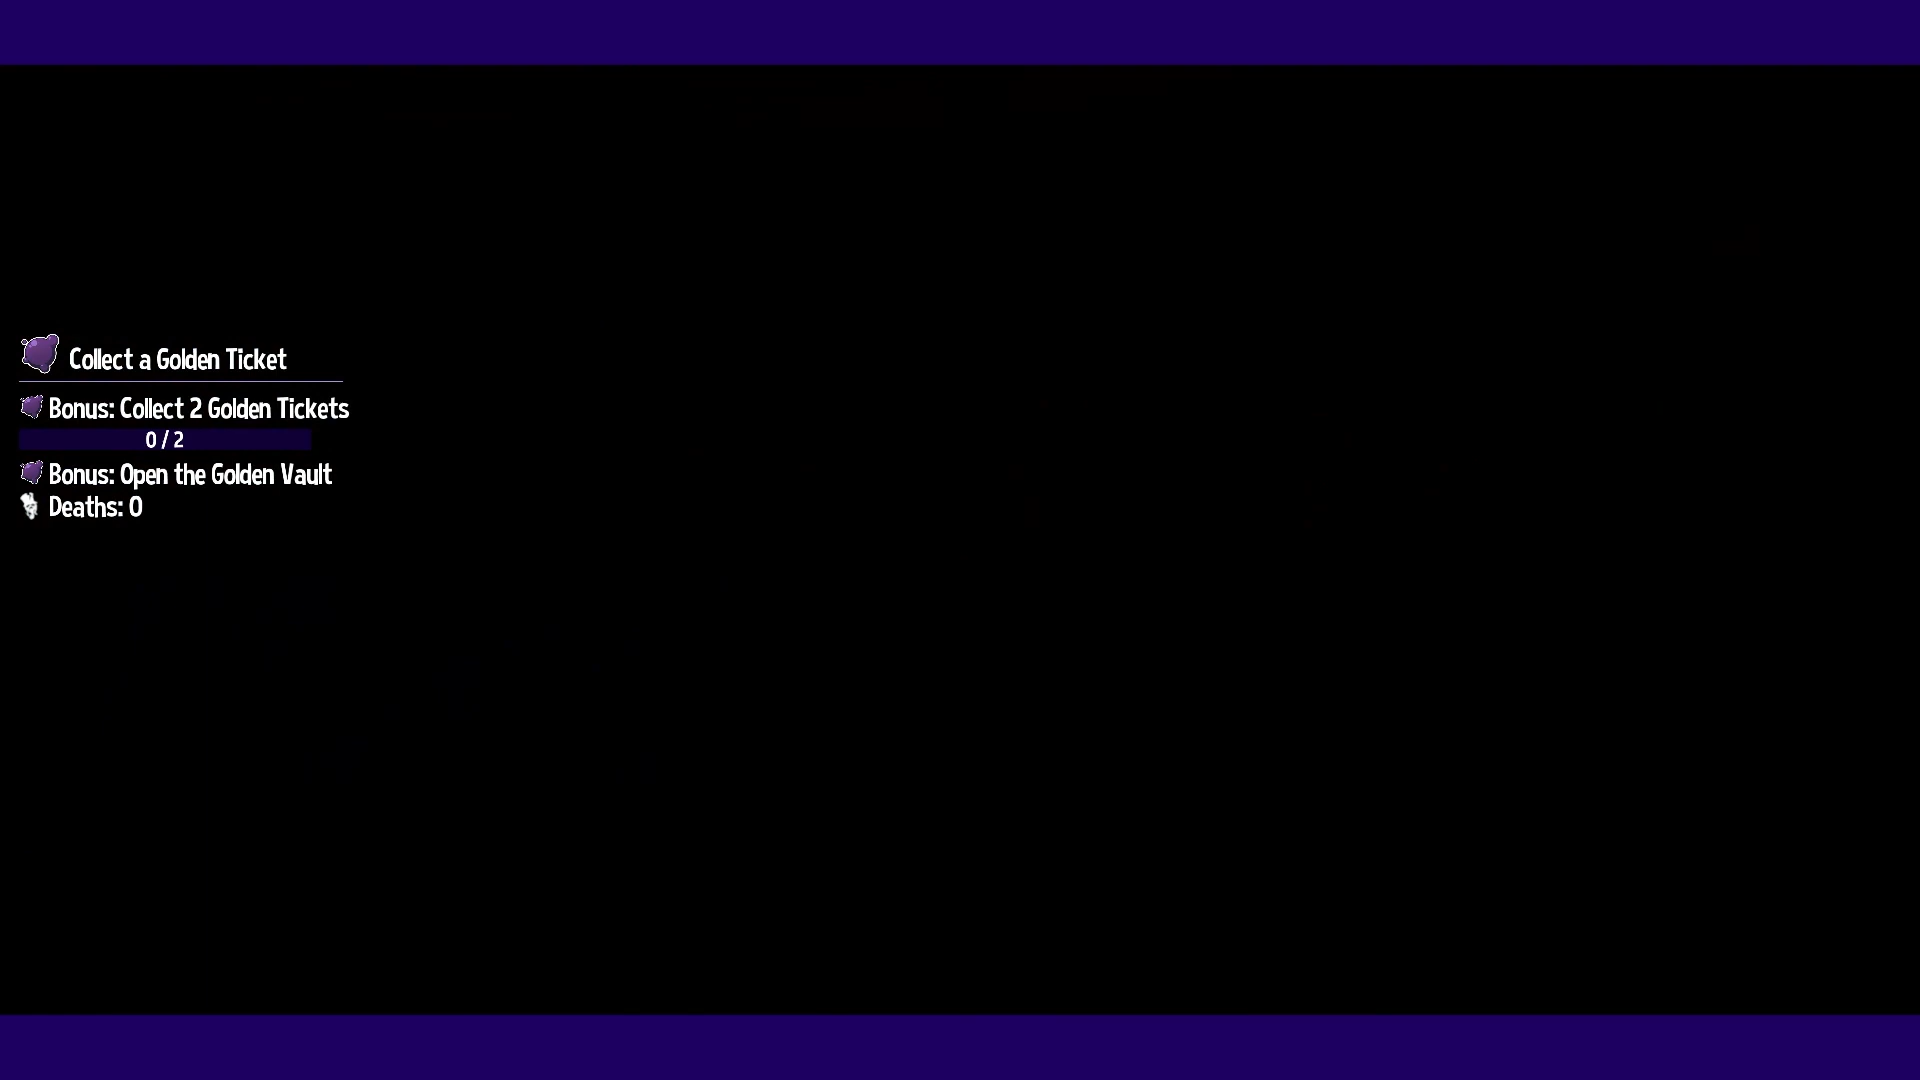 Collect a Golden Ticket
Bonus: Collect 2 Golden Tickets
0 / 2
Bonus: Open the Golden Vault
Deaths: 0